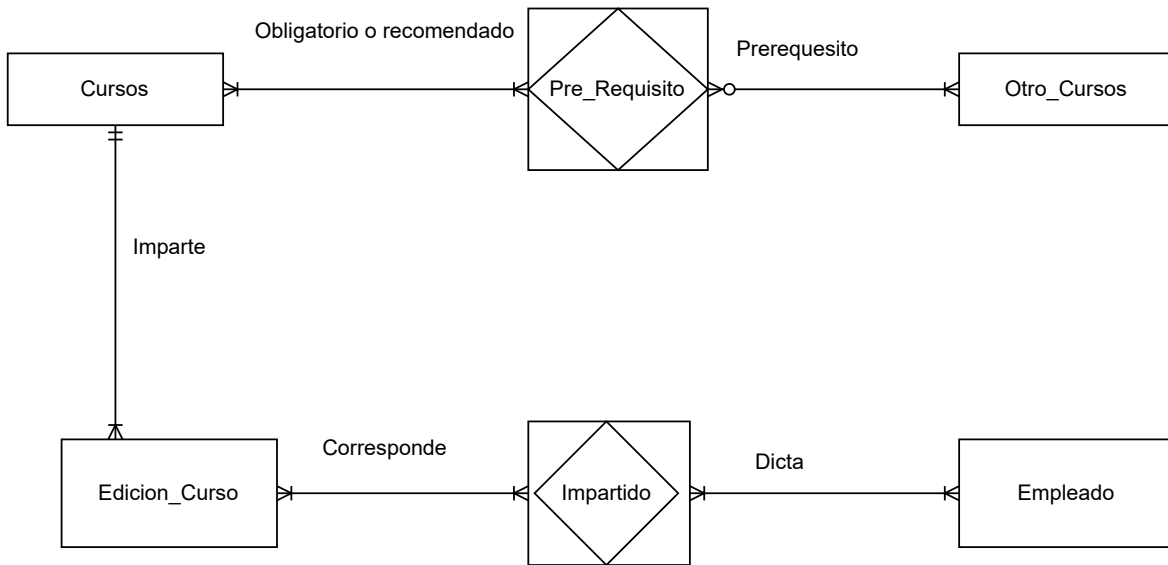 Obligatorio o recomendado
Prerequesito
Cursos
Pre_Requisito
Otro_Cursos
Imparte
Corresponde
Dicta
Edicion_Curso
Impartido
Empleado